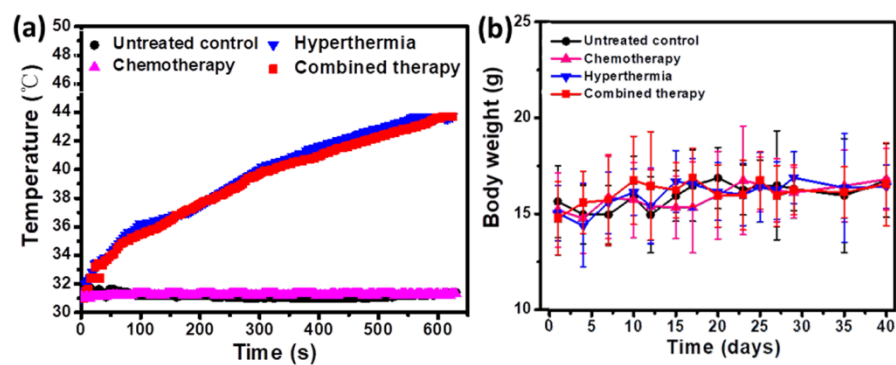 (a)
50
48
46
44
42
40
38
36
34
31
30
Temperature (℃)
Untreated control
Hyperthermia
Chemotherapy
Combined therapy
0 100 200 300 400 500 600
Time (s)
(b)
25
20
15
10
Body weight (g)
Untreated control
Chemotherapy
Hyperthermia
Combined therapy
0 5 10 15 20 25 30 35 40
Time (days)